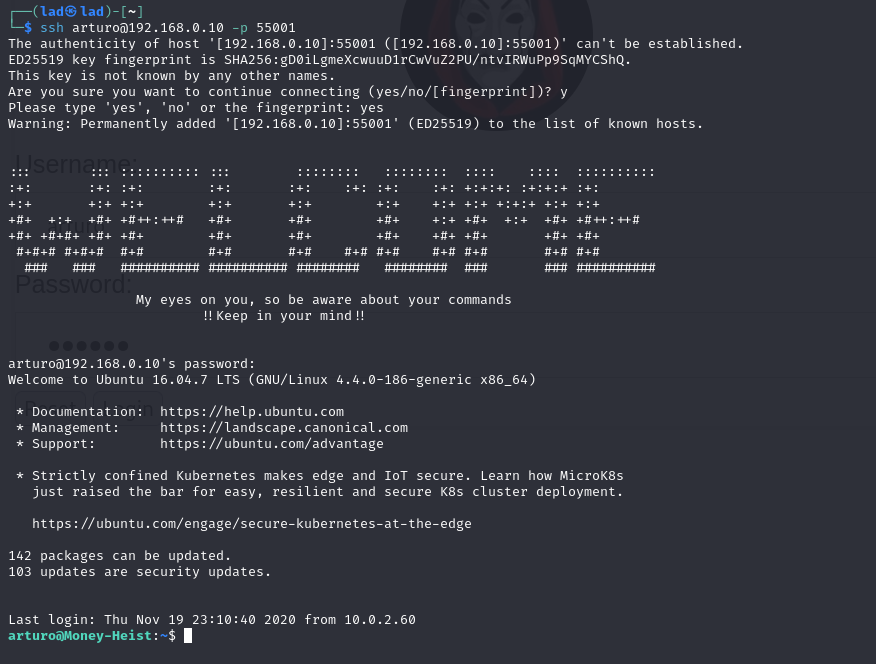 ┌──(lad㉿lad)-[~]
└─$ ssh arturo@192.168.0.10 -p 55001
The authenticity of host '[192.168.0.10]:55001 ([192.168.0.10]:55001)' can't be established.
ED25519 key fingerprint is SHA256:gD0iLgmeXcwuuD1rCwVuZ2PU/ntvIRWuPp9SqMYCShQ.
This key is not known by any other names.
Are you sure you want to continue connecting (yes/no/[fingerprint])? y
Please type 'yes', 'no' or the fingerprint: yes
Warning: Permanently added '[192.168.0.10]:55001' (ED25519) to the list of known hosts.
Username:
:::       ::: :::::::::: :::        ::::::::   ::::::::  ::::    ::::  ::::::::::
:+:       :+: :+:        :+:       :+:    :+: :+:    :+: +:+:+: :+:+:+ :+:
+:+       +:+ +:+        +:+       +:+        +:+    +:+ +:+ +:+:+ +:+ +:+
+#+  +:+  +#+ +#++:++#   +#+       +#+        +#+    +:+ +#+  +:+  +#+ +#++:++#
+#+ +#+#+ +#+ +#+        +#+       +#+        +#+    +#+ +#+       +#+ +#+
 #+#+# #+#+#  #+#        #+#       #+#    #+# #+#    #+# #+#       #+# #+#
  ###   ###   ########## ########## ########   ########  ###       ### ##########
Password:
My eyes on you, so be aware about your commands
!!Keep in your mind!!
arturo@192.168.0.10's password:
Welcome to Ubuntu 16.04.7 LTS (GNU/Linux 4.4.0-186-generic x86_64)
* Documentation:  https://help.ubuntu.com
* Management:     https://landscape.canonical.com
* Support:        https://ubuntu.com/advantage
* Strictly confined Kubernetes makes edge and IoT secure. Learn how MicroK8s
just raised the bar for easy, resilient and secure K8s cluster deployment.
https://ubuntu.com/engage/secure-kubernetes-at-the-edge
142 packages can be updated.
103 updates are security updates.
Last login: Thu Nov 19 23:10:40 2020 from 10.0.2.60
arturo@Money-Heist:~$